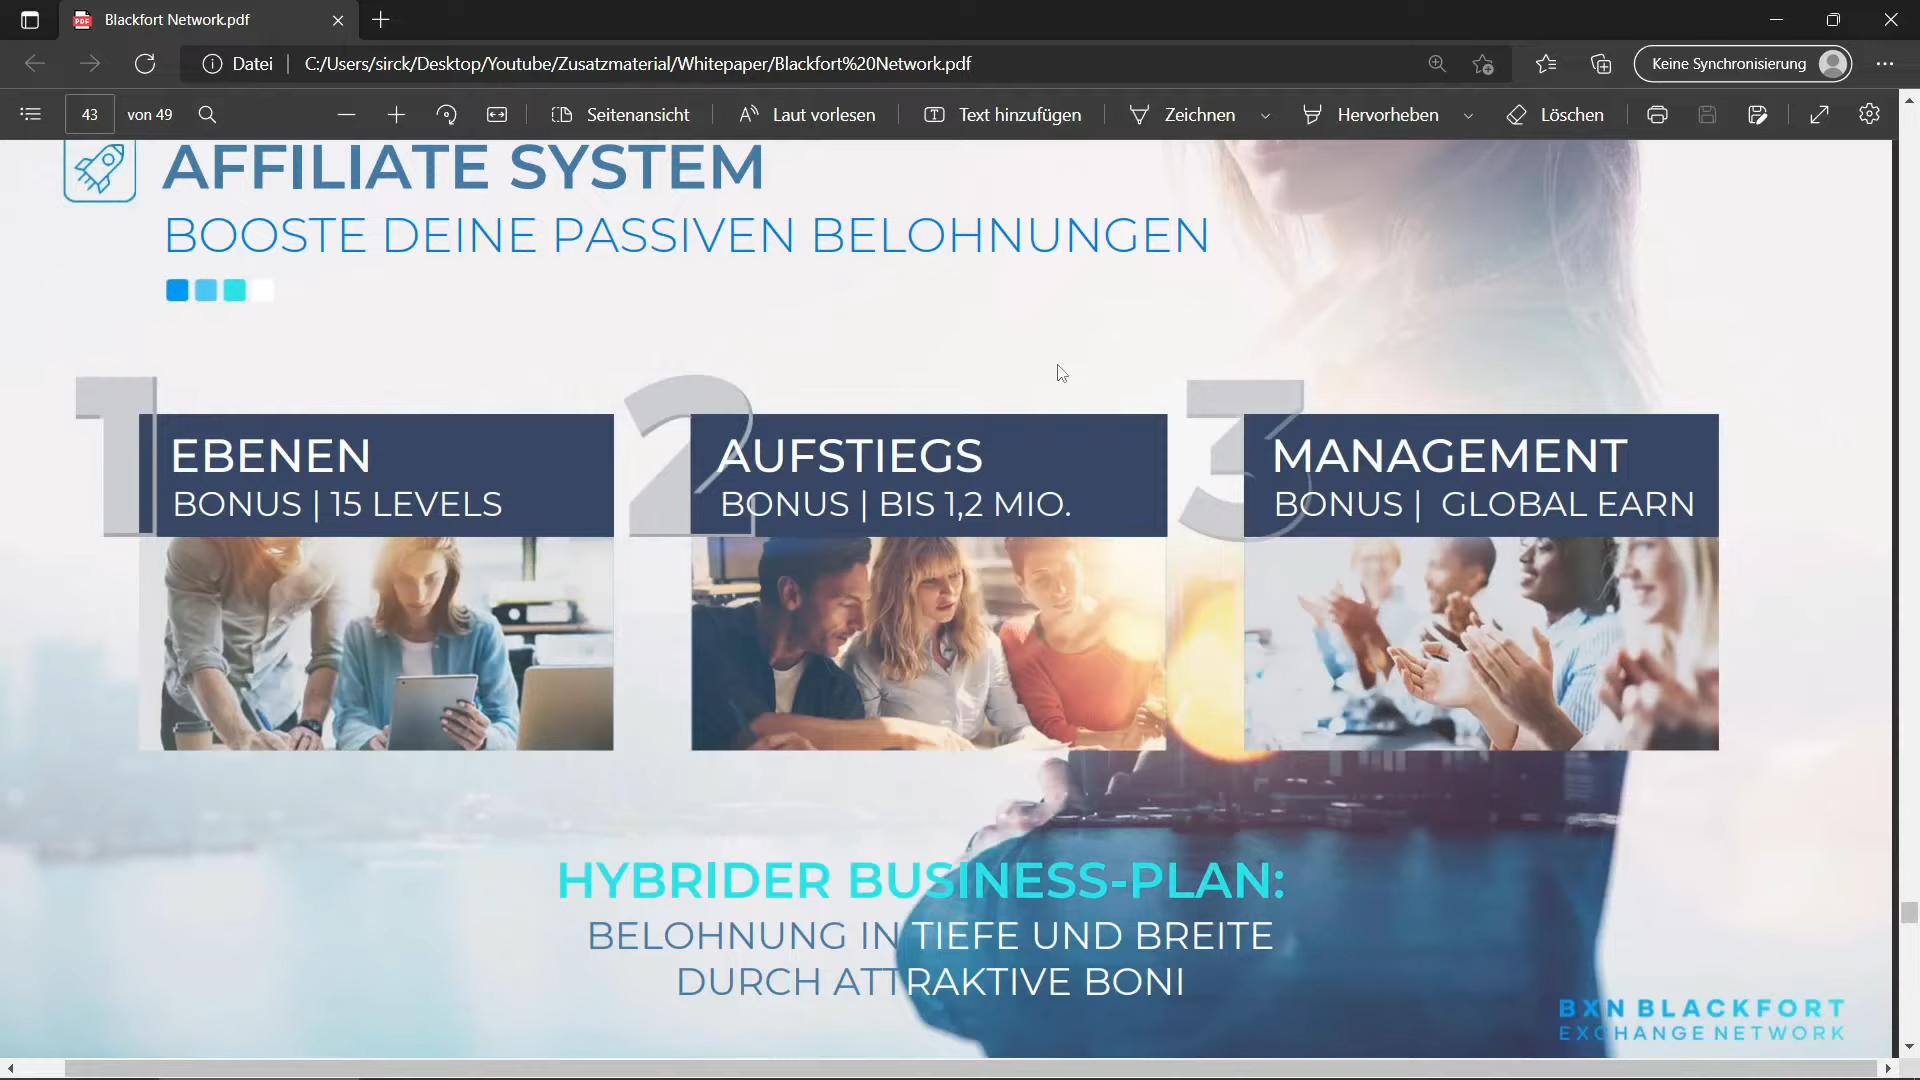 Blackfort Network.pdf
Datei
C:/Users/sirck/Desktop/Youtube/Zusatzmaterial/Whitepaper/Blackfort%20Network.pdf
Keine Synchronisierung
43 von 49
Seitenansicht
Laut vorlesen
Text hinzufügen
Zeichnen
Hervorheben
Löschen
AFFILIATE SYSTEM
BOOSTE DEINE PASSIVEN BELOHNUNGEN
1
EBENEN
BONUS | 15 LEVELS
2
AUFSTIEGS
BONUS | BIS 1,2 MIO.
3
MANAGEMENT
BONUS | GLOBAL EARN
HYBRIDER BUSINESS-PLAN:
BELOHNUNG IN TIEFE UND BREITE
DURCH ATTRAKTIVE BONI
BXN BLACKFORT
EXCHANGE NETWORK